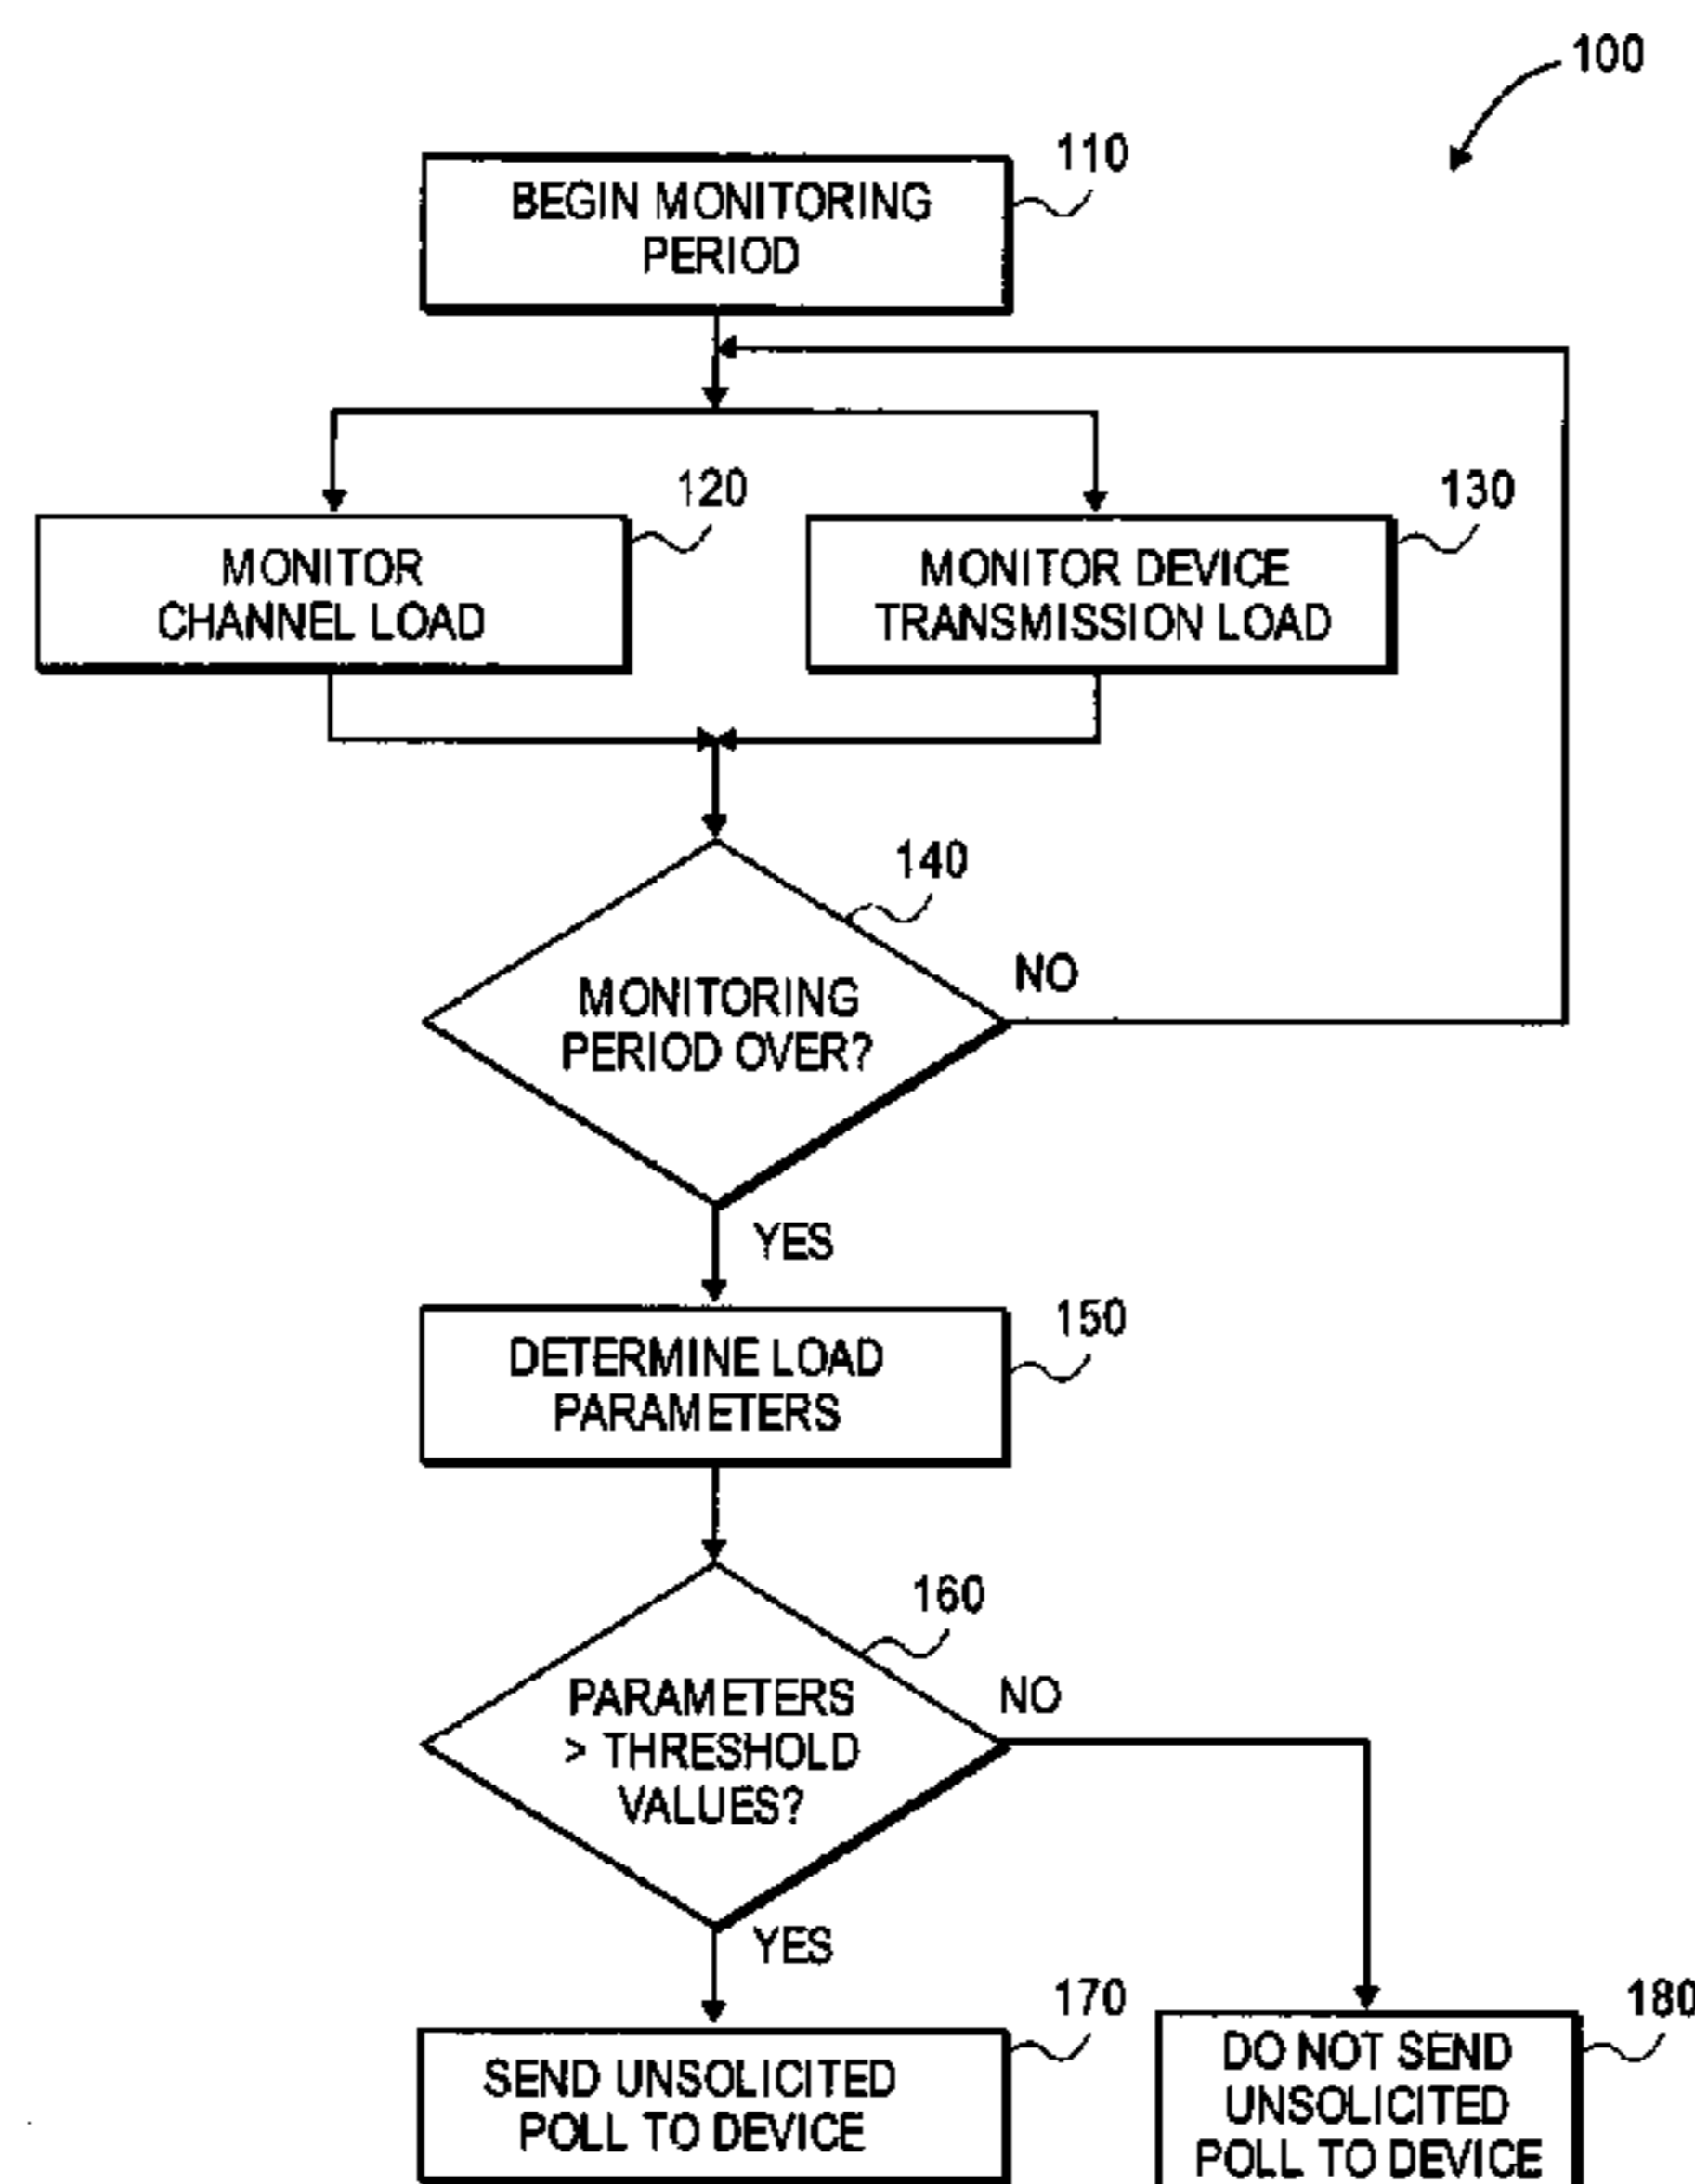 100
110
BEGIN MONITORING
PERIOD
120
130
MONITOR
CHANNEL LOAD
MONITOR DEVICE
TRANSMISSION LOAD
140
NO
MONITORING
PERIOD OVER?
YES
150
DETERMINE LOAD
PARAMETERS
160
NO
PARAMETERS
> THRESHOLD
VALUES?
YES
170
180
SEND UNSOLICITED
POLL TO DEVICE
DO NOT SEND
UNSOLICITED
POLL TO DEVICE